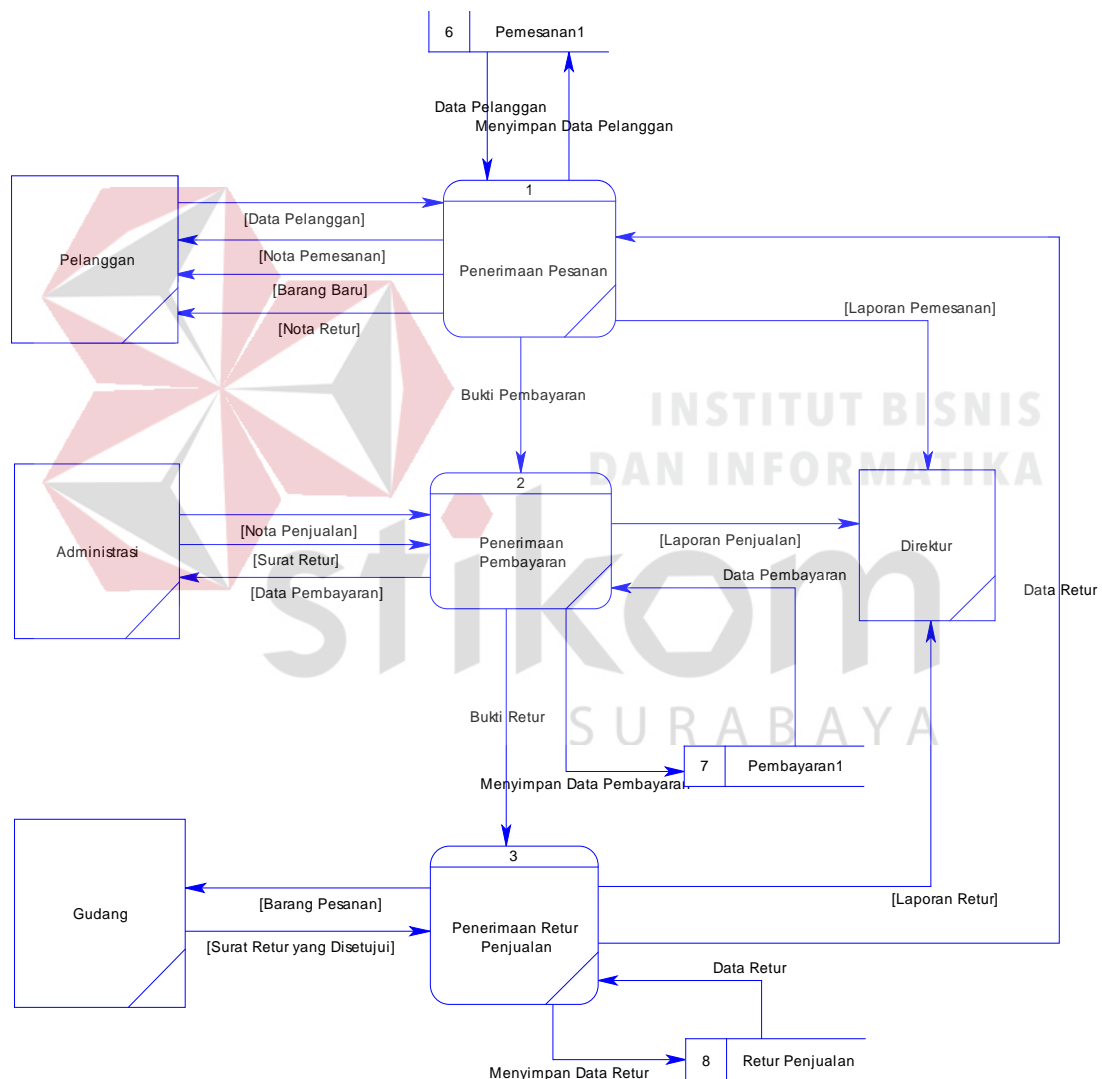 6 Pemesanan1
Data Pelanggan
Menyimpan Data Pelanggan
1
[Data Pelanggan]
[Nota Pemesanan]
Pelanggan
Penerimaan Pesanan
[Barang Baru]
[Laporan Pemesanan]
[Nota Retur]
Bukti Pembayaran
INSTITUT BISNIS
DAN INFORMATIKA
2
[Nota Penjualan]
Administrasi
Penerimaan
Pembayaran
[Laporan Penjualan]
Direktur
[Surat Retur]
Data Pembayaran
[Data Pembayaran]
Data Retur
stikom
SURABAYA
Bukti Retur
7 Pembayaran1
Menyimpan Data Pembayaran
3
[Barang Pesanan]
[Laporan Retur]
Gudang
Penerimaan Retur
Penjualan
[Surat Retur yang Disetujui]
Data Retur
8 Retur Penjualan
Menyimpan Data Retur